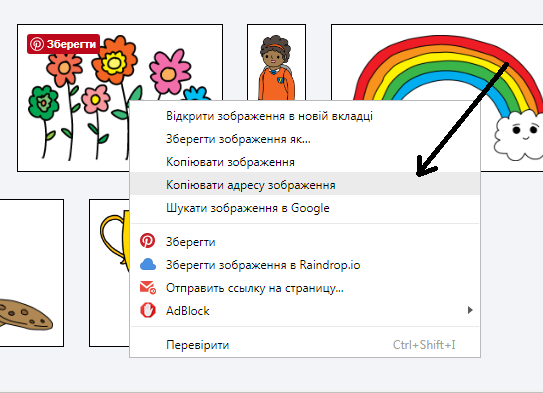 Зберегти
Відкрити зображення в новій вкладці
Зберегти зображення як...
Копіювати зображення
Копіювати адресу зображення
Шукати зображення в Google
Зберегти
Зберегти зображення в Raindrop.io
Отправить ссылку на страницу...
AdBlock
Перевірити Ctrl+Shift+I